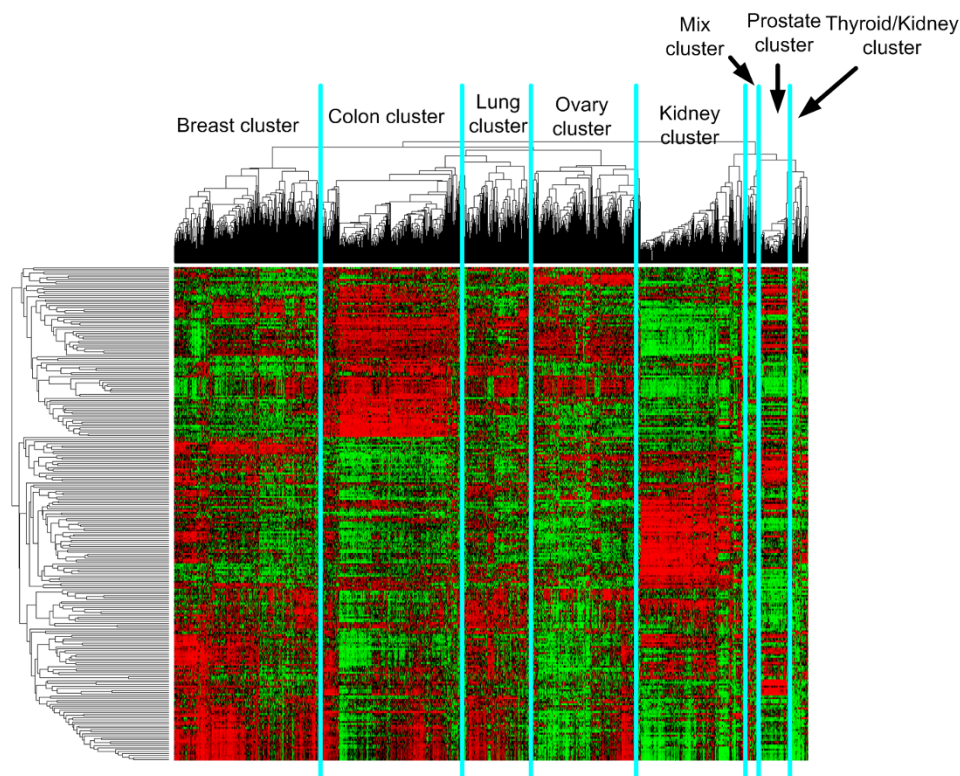 Mix
cluster
Prostate
cluster
Thyroid/Kidney
cluster
Breast cluster
Colon cluster
Lung
cluster
Ovary
cluster
Kidney
cluster